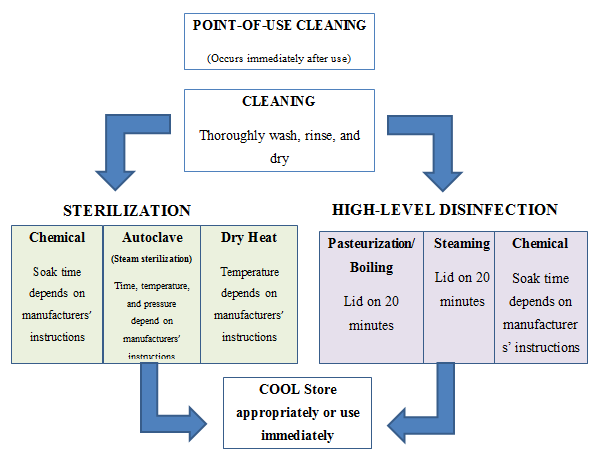 POINT-OF-USE CLEANING
(Occurs immediately after use)
CLEANING
Thoroughly wash, rinse, and
dry
STERILIZATION
Chemical
Soak time
depends on
manufacturers'
instructions
Autoclave
(Steam sterilization)
Time, temperature,
and pressure
depend on
manufacturers'
instructions
Dry Heat
Temperature
depends on
manufacturers'
instructions
HIGH-LEVEL DISINFECTION
Pasteurization/
Boiling
Lid on 20
minutes
Steaming
Lid on 20
minutes
Chemical
Soak time
depends on
manufacturer
s' instructions
COOL Store
appropriately or use
immediately